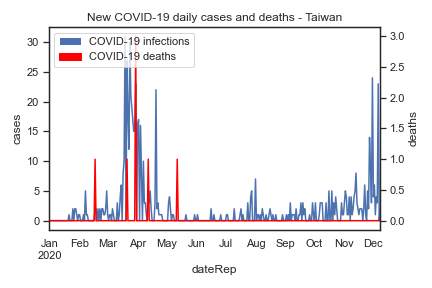 New COVID-19 daily cases and deaths - Taiwan
COVID-19 infections
COVID-19 deaths
30
25
20
15
10
5
0
cases
3.0
2.5
2.0
1.5
1.0
0.5
0.0
deaths
Jan Feb Mar Apr May Jun Jul Aug Sep Oct Nov Dec
2020
dateRep